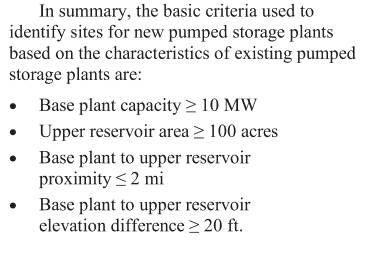 In summary, the basic criteria used to
identify sites for new pumped storage plants
based on the characteristics of existing pumped
storage plants are:
• Base plant capacity ≥ 10 MW
• Upper reservoir area ≥ 100 acres
• Base plant to upper reservoir
proximity ≤ 2 mi
• Base plant to upper reservoir
elevation difference ≥ 20 ft.